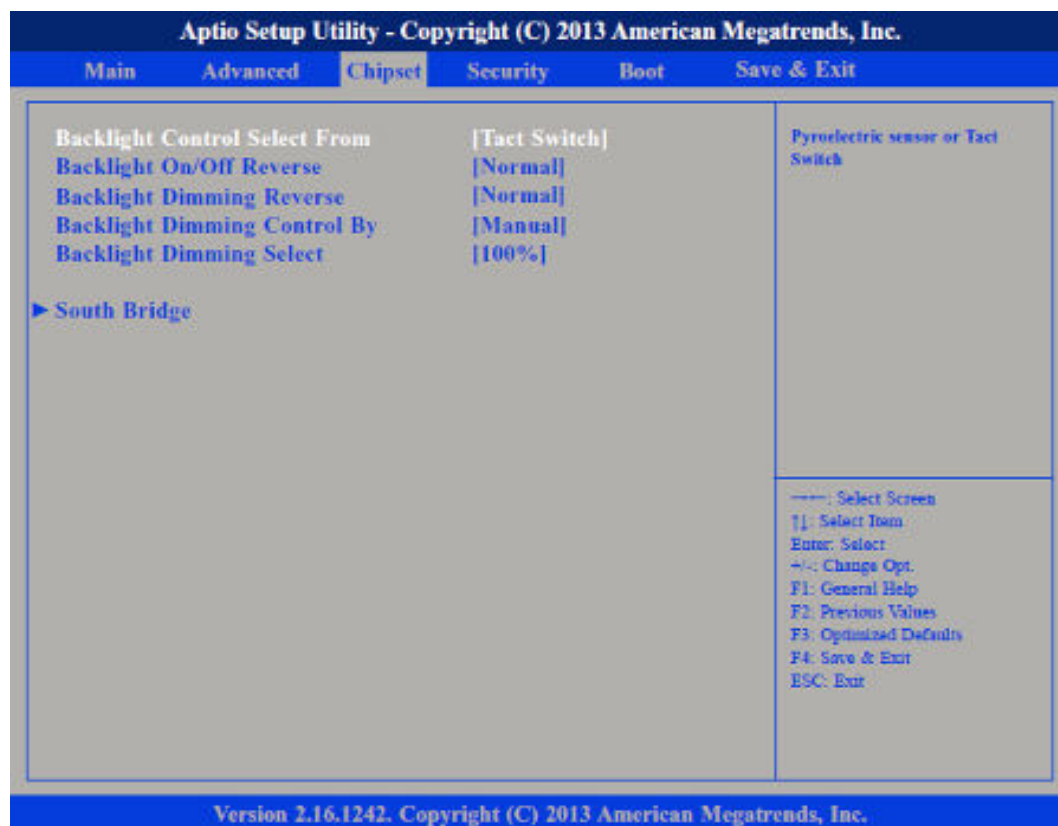 Aptio Setup Utility - Copyright (C) 2013 American Megatrends, Inc.
Main Advanced Chipset Security Boot Save & Exit
Backlight Control Select From [Tact Switch]
Backlight On/Off Reverse [Normal]
Backlight Dimming Reverse [Normal]
Backlight Dimming Control By [Manual]
Backlight Dimming Select [100%]
► South Bridge
Pyroelectric sensor or Tact
Switch
→←: Select Screen
↑↓: Select Item
Enter: Select
+/-: Change Opt.
F1: General Help
F2: Previous Values
F3: Optimized Defaults
F4: Save & Exit
ESC: Exit
Version 2.16.1242. Copyright (C) 2013 American Megatrends, Inc.